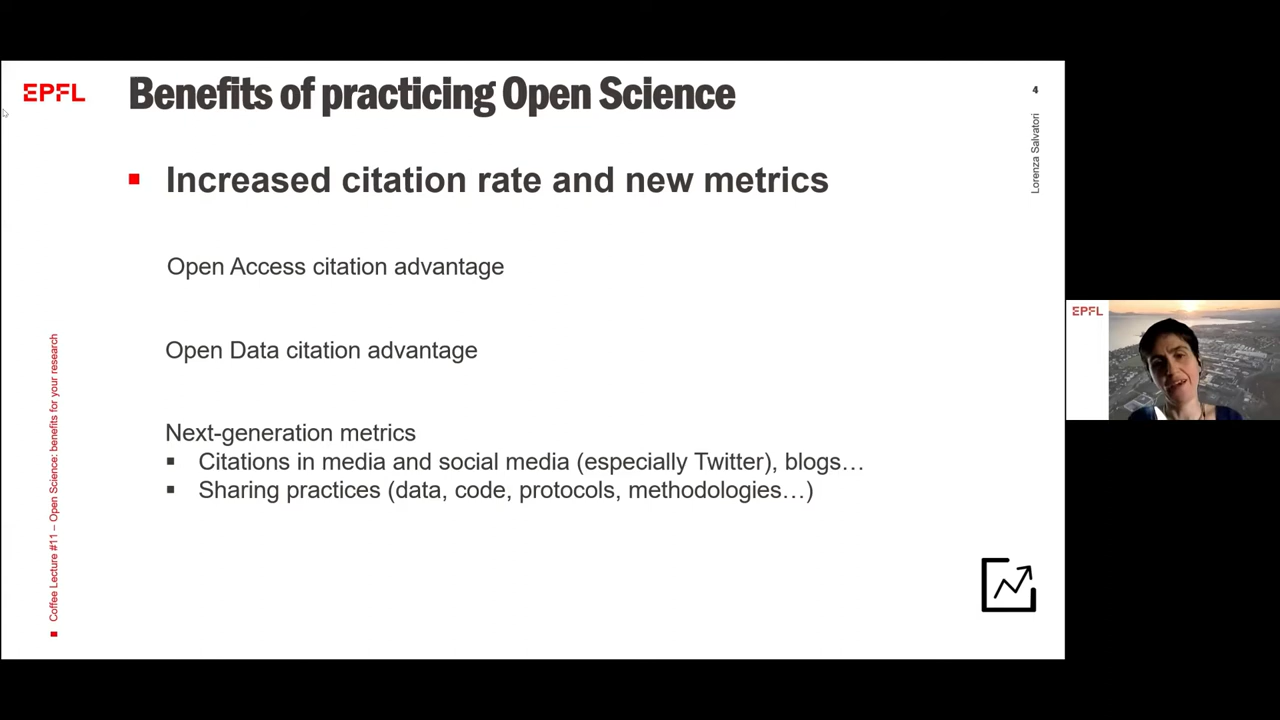 EPFL
Benefits of practicing Open Science
4
Lorenza Salvatori
Increased citation rate and new metrics
Open Access citation advantage
Open Data citation advantage
Next-generation metrics
Citations in media and social media (especially Twitter), blogs…
Sharing practices (data, code, protocols, methodologies…)
Coffee Lecture #11 – Open Science: benefits for your research
EPFL